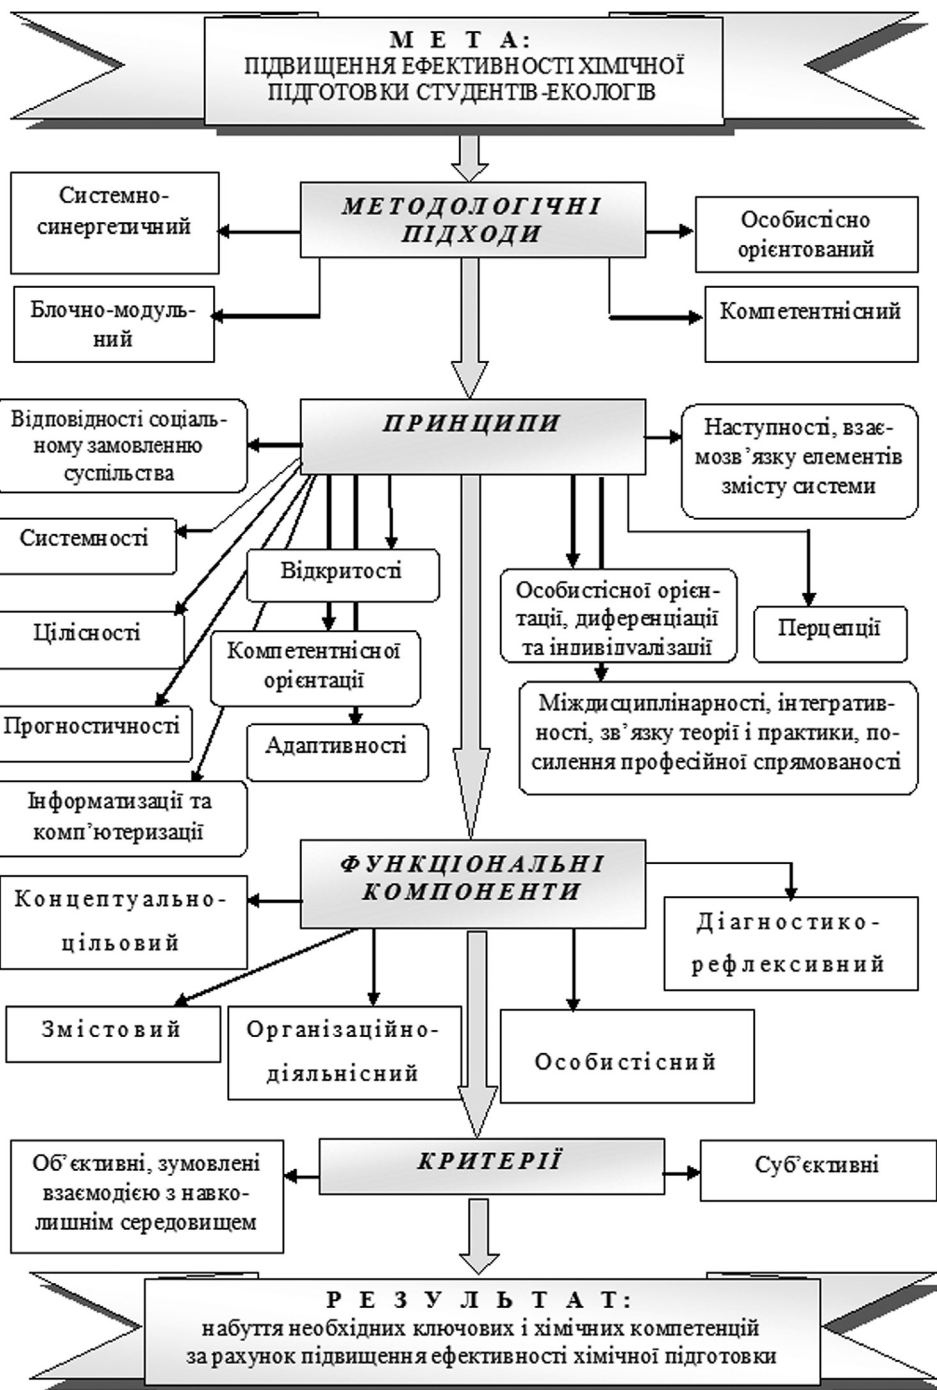 М Е Т А:
ПІДВИЩЕННЯ ЕФЕКТИВНОСТІ ХІМІЧНОЇ
ПІДГОТОВКИ СТУДЕНТІВ-ЕКОЛОГІВ
МЕТОДОЛОГІЧНІ
ПІДХОДИ
Системно-
синергетичний
Особистісно
орієнтований
Блочно-модуль-
ний
Компетентнісний
ПРИНЦИПИ
Відповідності соціаль-
ному замовленню
суспільства
Наступності, взає-
мозв’язку елементів
змісту системи
Системності
Відкритості
Особистісної орієн-
тації, диференціації
та індивідуалізації
Перцепції
Цілісності
Компетентнісної
орієнтації
Прогностичності
Адаптивності
Міждисциплінарності, інтегратив-
ності, зв’язку теорії і практики, по-
силення професійної спрямованості
Інформатизації та
комп’ютеризації
ФУНКЦІОНАЛЬНІ
КОМПОНЕНТИ
Концептуально-
цільовий
Діагностико-
рефлексивний
Змістовий
Організаційно-
діяльнісний
Особистісний
КРИТЕРІЇ
Об’єктивні, зумовлені
взаємодією з навко-
лишнім середовищем
Суб’єктивні
Р Е З У Л Ь Т А Т:
набуття необхідних ключових і хімічних компетенцій
за рахунок підвищення ефективності хімічної підготовки